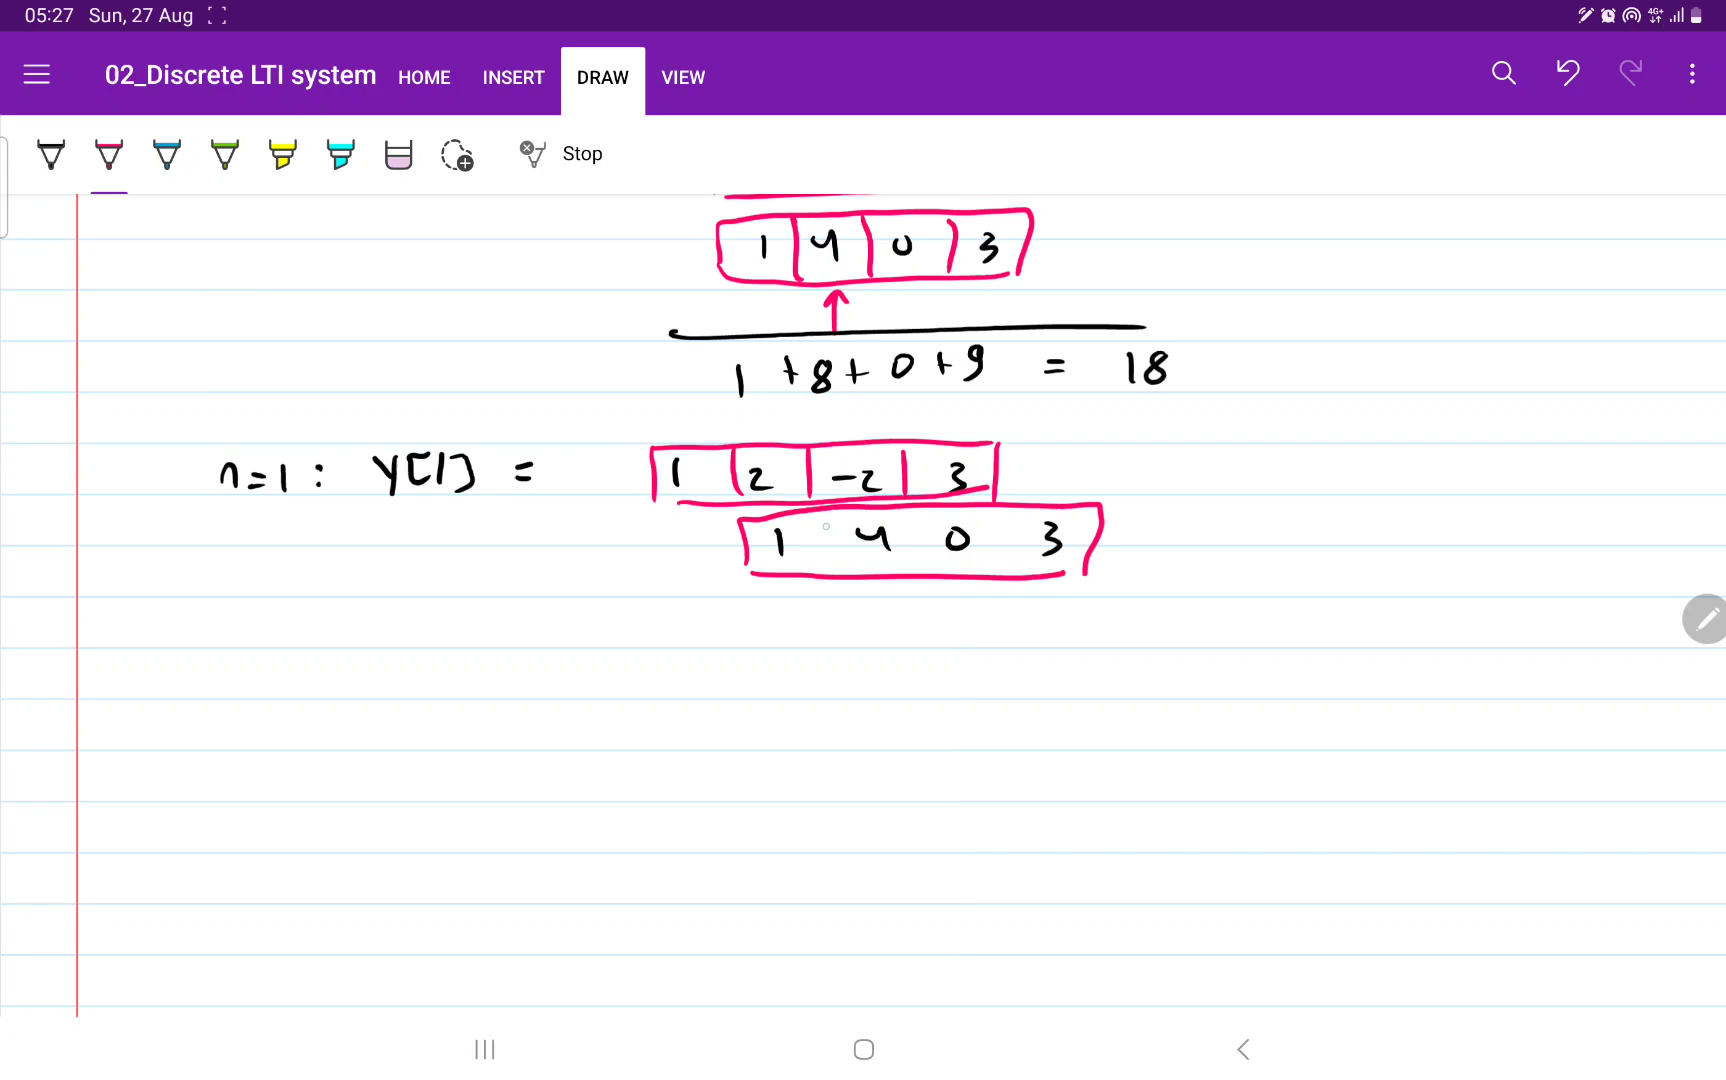 05:27 Sun, 27 Aug 4G+
02_Discrete LTI system HOME INSERT DRAW VIEW
Stop
1 4 0 3
1 + 8 + 0 + 9 = 18
n=1 : y[1] = 1 2 -2 3
1 4 0 3